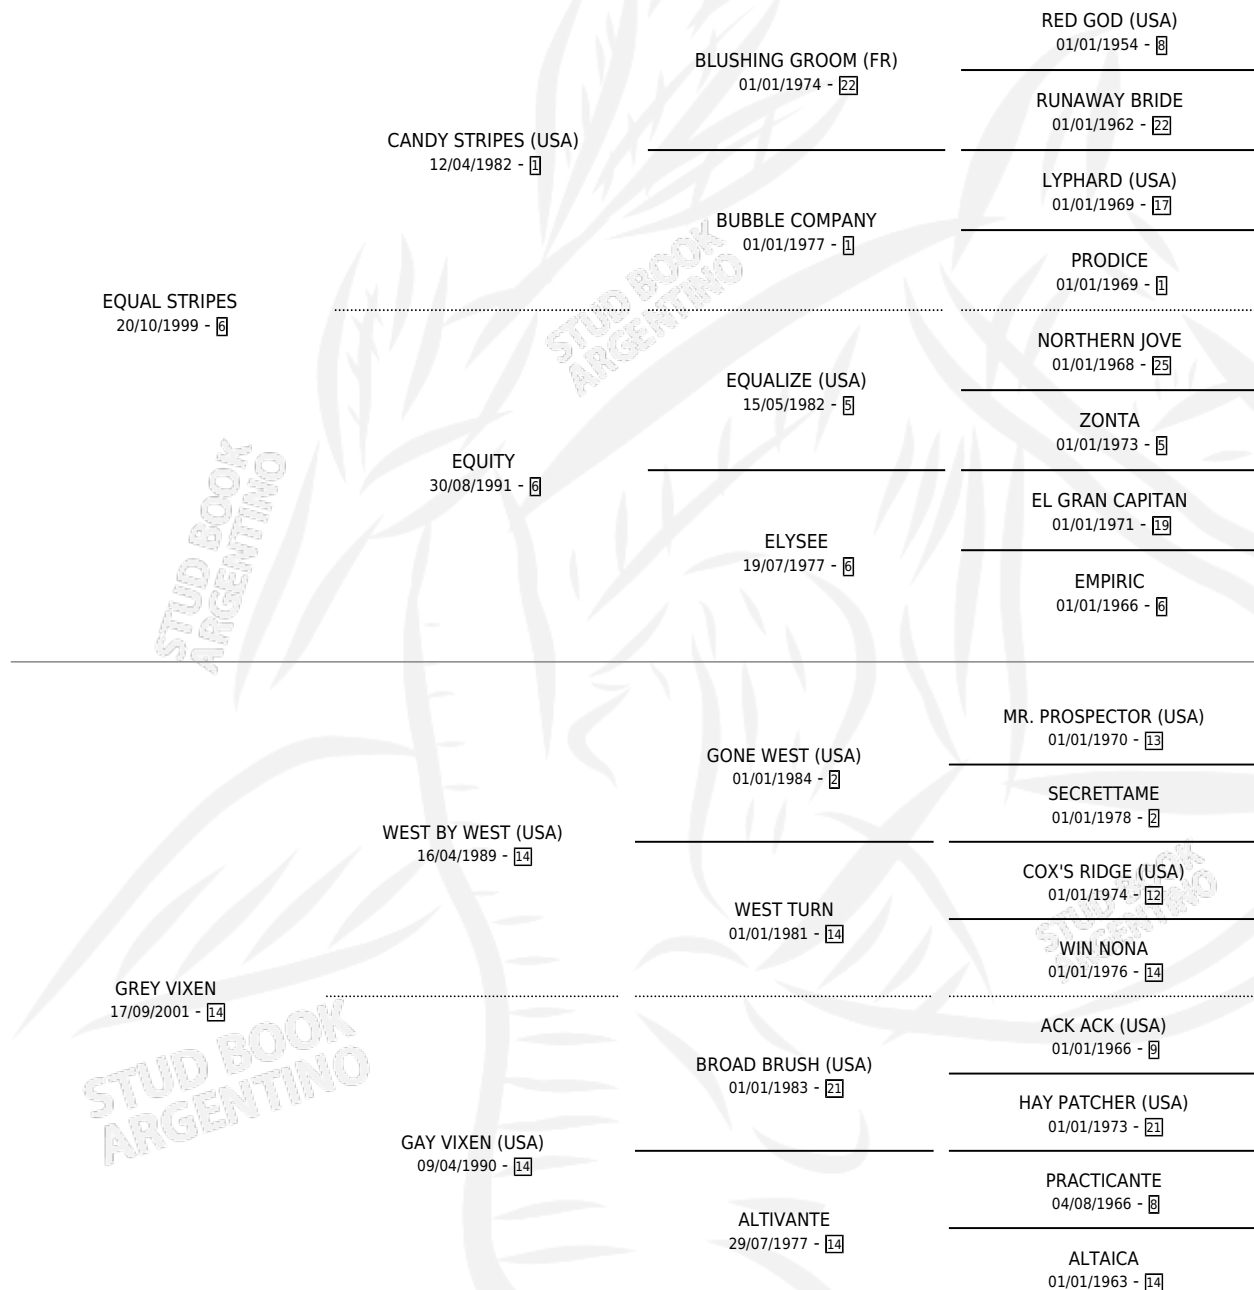 RED GOD (USA)
01/01/1954 - 8
BLUSHING GROOM (FR)
01/01/1974 - 22
RUNAWAY BRIDE
01/01/1962 - 22
CANDY STRIPES (USA)
12/04/1982 - 1
LYPHARD (USA)
01/01/1969 - 17
BUBBLE COMPANY
01/01/1977 - 1
PRODICE
01/01/1969 - 1
EQUAL STRIPES
20/10/1999 - 6
STUD BOOK
ARGENTINO
NORTHERN JOVE
01/01/1968 - 25
EQUALIZE (USA)
15/05/1982 - 5
ZONTA
01/01/1973 - 5
EQUITY
30/08/1991 - 6
EL GRAN CAPITAN
01/01/1971 - 19
ELYSEE
19/07/1977 - 6
EMPIRIC
01/01/1966 - 6
STUD BOOK
ARGENTINO
MR. PROSPECTOR (USA)
01/01/1970 - 13
GONE WEST (USA)
01/01/1984 - 2
SECRETTAME
01/01/1978 - 2
WEST BY WEST (USA)
16/04/1989 - 14
COX'S RIDGE (USA)
01/01/1974 - 12
WEST TURN
01/01/1981 - 14
WIN NONA
01/01/1976 - 14
STUD BOOK
ARGENTINO
GREY VIXEN
17/09/2001 - 14
ACK ACK (USA)
01/01/1966 - 9
BROAD BRUSH (USA)
01/01/1983 - 21
HAY PATCHER (USA)
01/01/1973 - 21
STUD BOOK
ARGENTINO
GAY VIXEN (USA)
09/04/1990 - 14
PRACTICANTE
04/08/1966 - 8
ALTIVANTE
29/07/1977 - 14
ALTAICA
01/01/1963 - 14